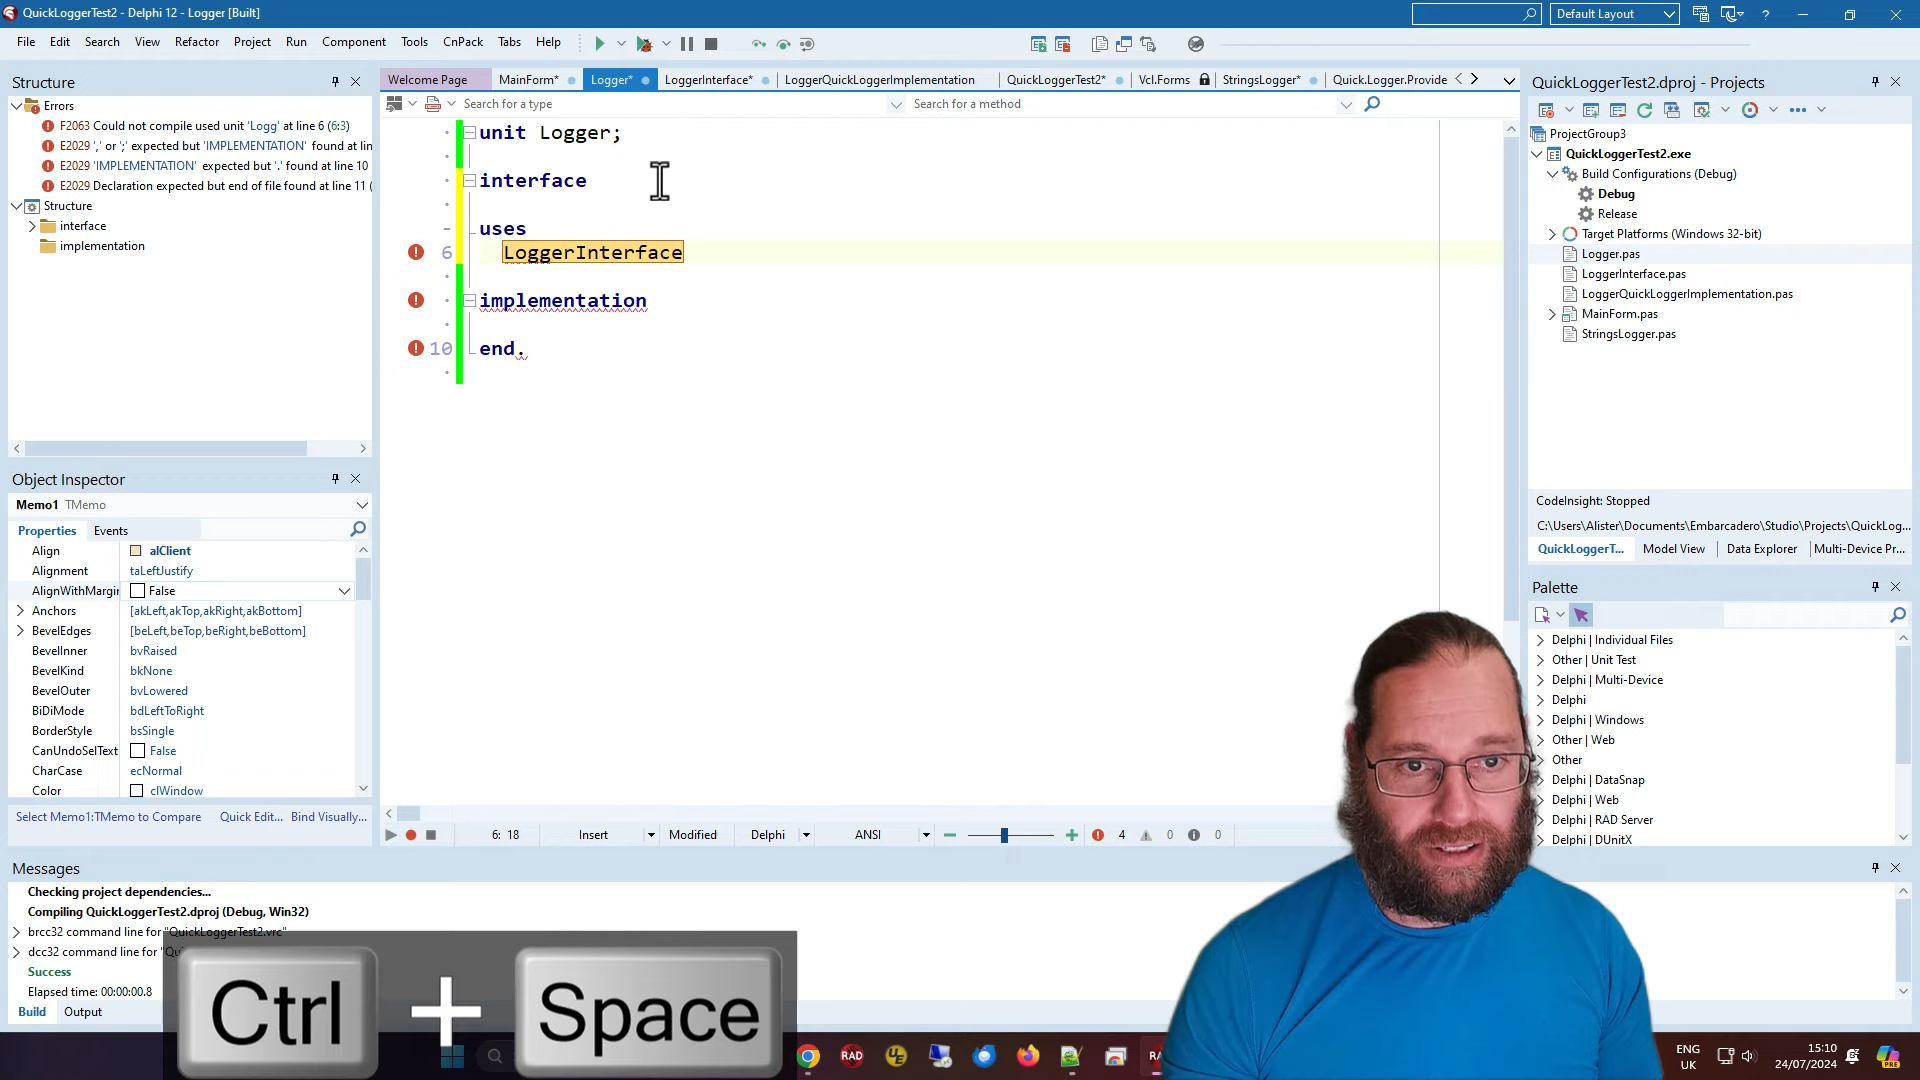 QuickLoggerTest2 - Delphi 12 - Logger [Built]
Default Layout
File Edit Search View Refactor Project Run Component Tools CnPack Tabs Help
Structure
Errors
F2063 Could not compile used unit 'Logg' at line 6 (6:3)
E2029 ',' or ';' expected but 'IMPLEMENTATION' found at line
E2029 'IMPLEMENTATION' expected but '.' found at line 10
E2029 Declaration expected but end of file found at line 11 (
Structure
interface
implementation
Object Inspector
Memo1 TMemo
Properties Events
Align alClient
Alignment taLeftJustify
AlignWithMargin False
Anchors [akLeft,akTop,akRight,akBottom]
BevelEdges [beLeft,beTop,beRight,beBottom]
BevelInner bvRaised
BevelKind bkNone
BevelOuter bvLowered
BiDiMode bdLeftToRight
BorderStyle bsSingle
CanUndoSelText False
CharCase ecNormal
Color clWindow
Select Memo1:TMemo to Compare Quick Edit... Bind Visually...
Welcome Page MainForm* Logger* LoggerInterface* LoggerQuickLoggerImplementation QuickLoggerTest2* Vcl.Forms StringsLogger* Quick.Logger.Provide
Search for a type Search for a method
unit Logger;
interface
uses
6 LoggerInterface
implementation
10 end.
6: 18 Insert Modified Delphi ANSI 4 0 0
QuickLoggerTest2.dproj - Projects
ProjectGroup3
QuickLoggerTest2.exe
Build Configurations (Debug)
Debug
Release
Target Platforms (Windows 32-bit)
Logger.pas
LoggerInterface.pas
LoggerQuickLoggerImplementation.pas
MainForm.pas
StringsLogger.pas
CodeInsight: Stopped
C:\Users\Alister\Documents\Embarcadero\Studio\Projects\QuickLog...
QuickLoggerT... Model View Data Explorer Multi-Device Pr...
Palette
Delphi | Individual Files
Other | Unit Test
Delphi | Multi-Device
Delphi
Delphi | Windows
Other | Web
Other
Delphi | DataSnap
Delphi | Web
Delphi | RAD Server
Delphi | DUnitX
Messages
Checking project dependencies...
Compiling QuickLoggerTest2.dproj (Debug, Win32)
brcc32 command line for "QuickLoggerTest2.vrc"
dcc32 command line for "Qui
Success
Elapsed time: 00:00:00.8
Build Output
Ctrl + Space
RAD
UE
ENG
UK
15:10
24/07/2024
PRE